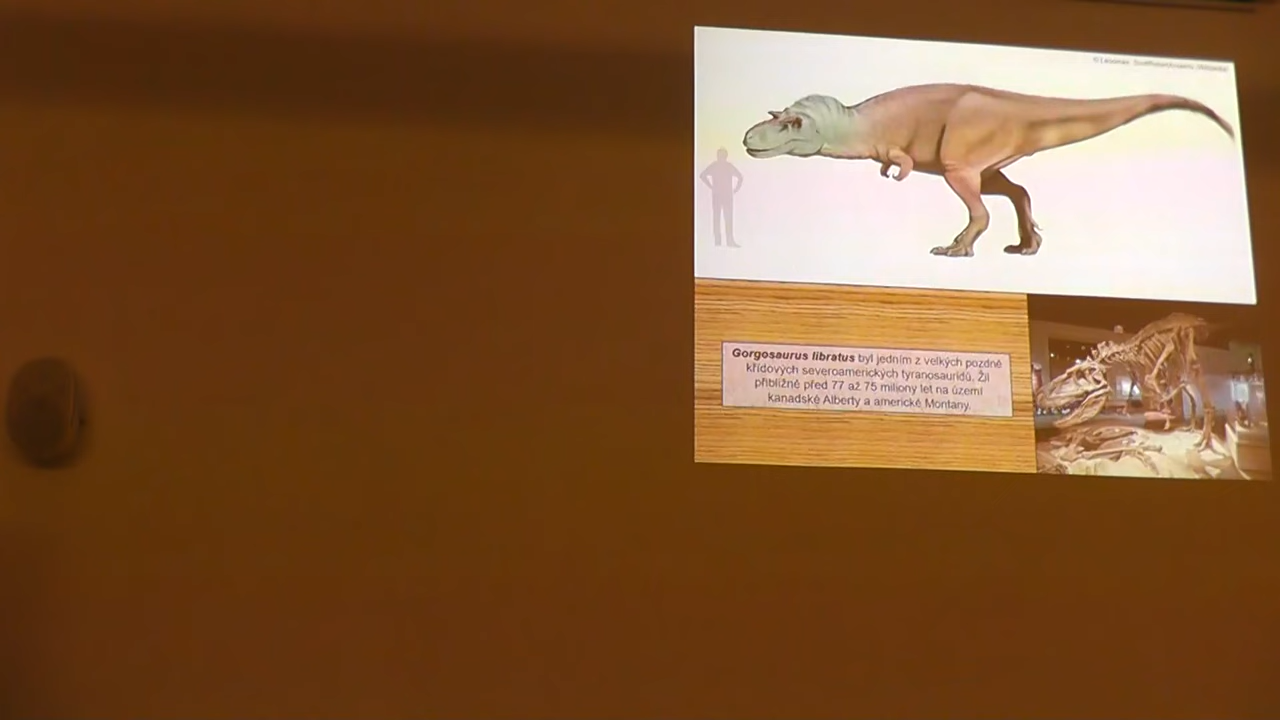 Gorgosaurus libratus byl jedním z velkých pozdně
křídových severoamerických tyranosauridů. Žil
přibližně před 77 až 75 miliony let na území
kanadské Alberty a americké Montany.